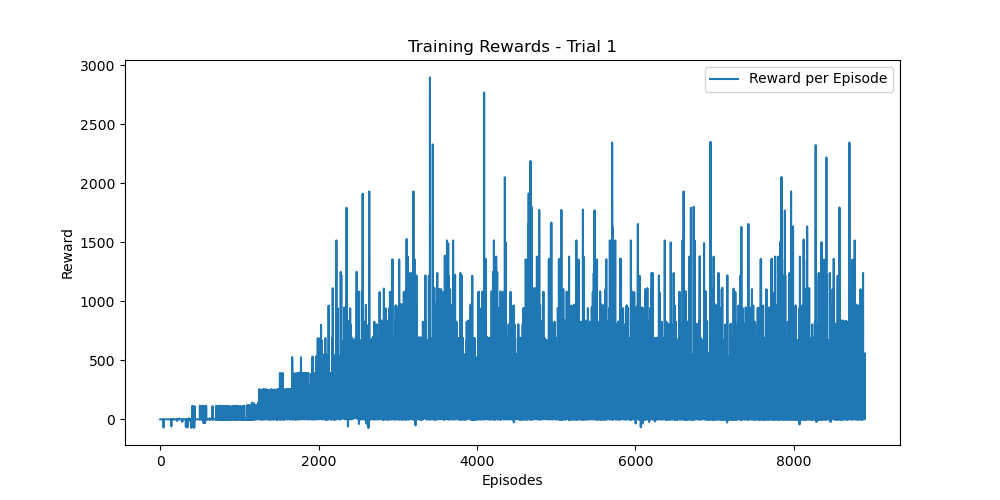 Training Rewards - Trial 1
Reward per Episode
3000
2500
2000
1500
1000
500
0
Reward
0 2000 4000 6000 8000
Episodes